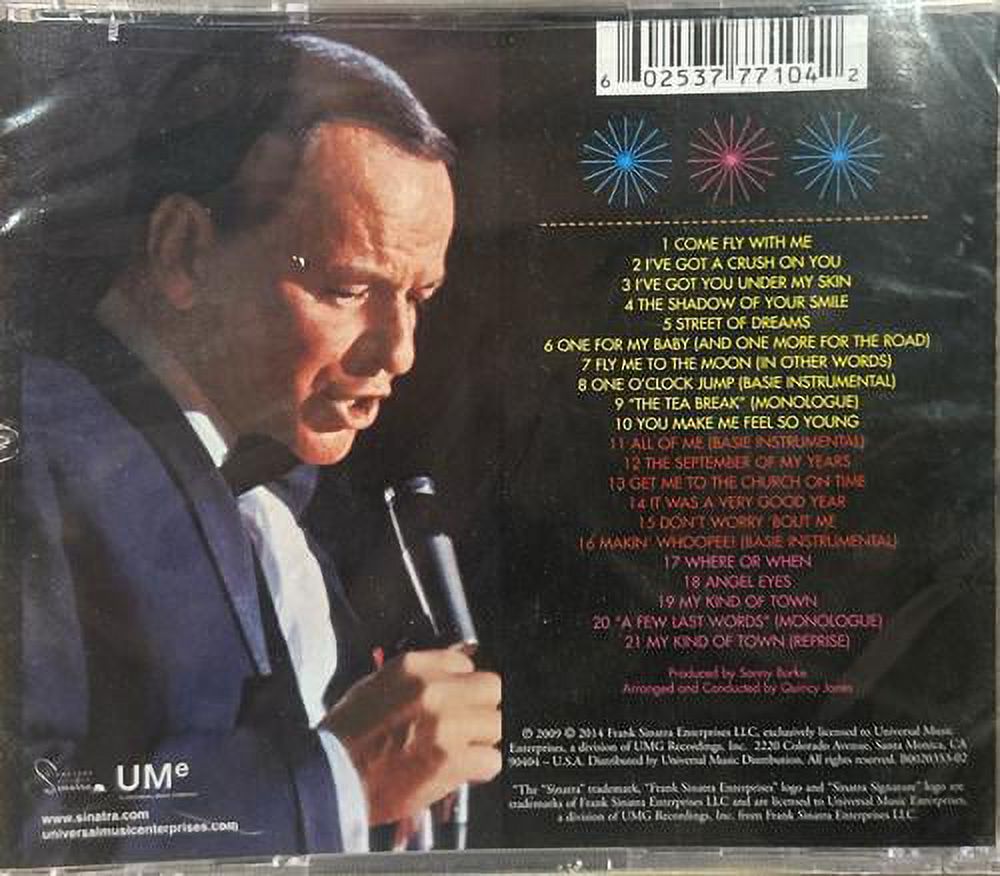 6 02537 77104 2
1 COME FLY WITH ME
2 I'VE GOT A CRUSH ON YOU
3 I'VE GOT YOU UNDER MY SKIN
4 THE SHADOW OF YOUR SMILE
5 STREET OF DREAMS
6 ONE FOR MY BABY (AND ONE MORE FOR THE ROAD)
7 FLY ME TO THE MOON (IN OTHER WORDS)
8 ONE O'CLOCK JUMP (BASIE INSTRUMENTAL)
9 "THE TEA BREAK" (MONOLOGUE)
10 YOU MAKE ME FEEL SO YOUNG
11 ALL OF ME (BASIE INSTRUMENTAL)
12 THE SEPTEMBER OF MY YEARS
13 GET ME TO THE CHURCH ON TIME
14 IT WAS A VERY GOOD YEAR
15 DON'T WORRY 'BOUT ME
16 MAKIN' WHOOPEE! (BASIE INSTRUMENTAL)
17 WHERE OR WHEN
18 ANGEL EYES
19 MY KIND OF TOWN
20 "A FEW LAST WORDS" (MONOLOGUE)
21 MY KIND OF TOWN (REPRISE)
Produced by Sonny Burke
Arranged and Conducted by Quincy Jones
℗ 2009 © 2014 Frank Sinatra Enterprises LLC, exclusively licensed to Universal Music
Enterprises, a division of UMG Recordings, Inc. 2220 Colorado Avenue, Santa Monica, CA
90404 – U.S.A. Distributed by Universal Music Distribution. All rights reserved. B0020333-02
"The "Sinatra" trademark, "Frank Sinatra Enterprises" logo and "Sinatra Signature" logo are
trademarks of Frank Sinatra Enterprises LLC and are licensed to Universal Music Enterprises,
a division of UMG Recordings, Inc. from Frank Sinatra Enterprises LLC.
UMe
www.sinatra.com
universalmusicenterprises.com